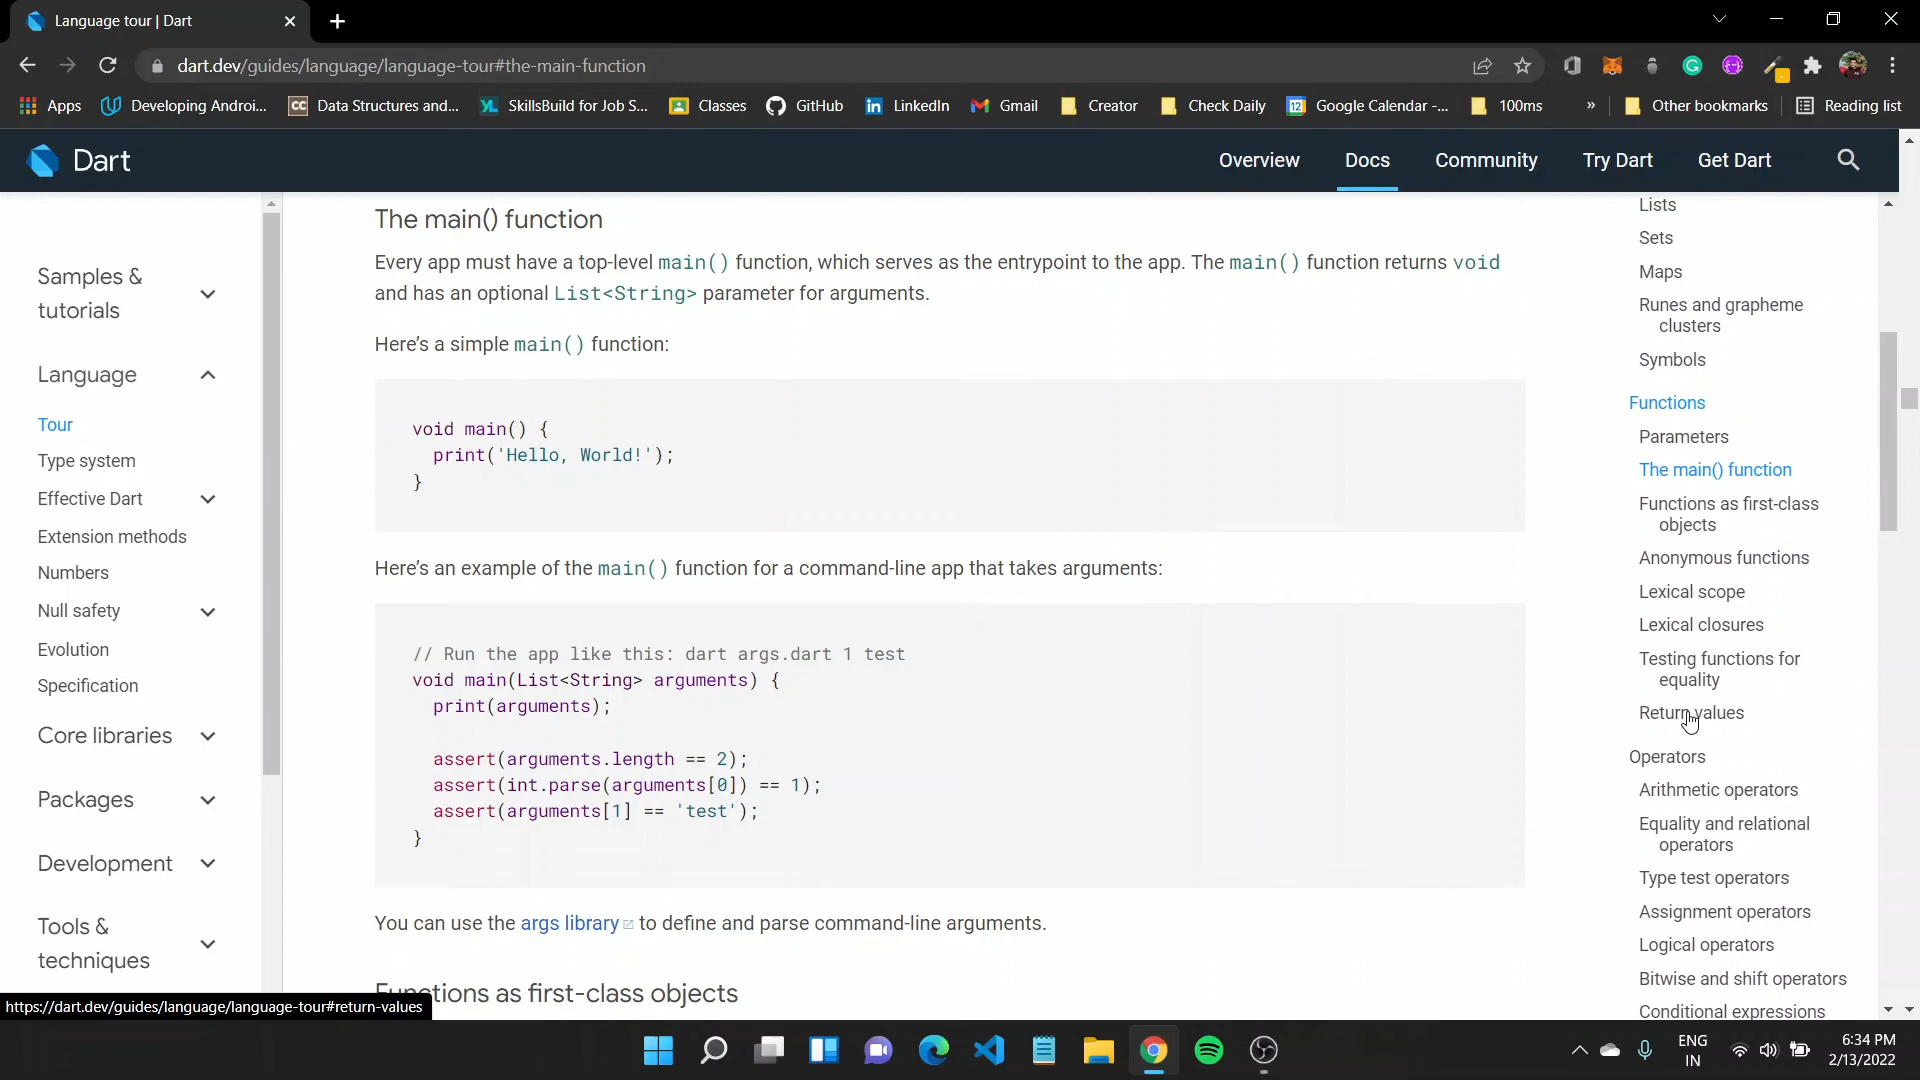 Language tour | Dart
dart.dev/guides/language/language-tour#the-main-function
Apps
Developing Androi...
Data Structures and...
SkillsBuild for Job S...
Classes
GitHub
LinkedIn
Gmail
Creator
Check Daily
Google Calendar -...
100ms
»
Other bookmarks
Reading list
Dart
Overview
Docs
Community
Try Dart
Get Dart
Samples &
tutorials
Language
Tour
Type system
Effective Dart
Extension methods
Numbers
Null safety
Evolution
Specification
Core libraries
Packages
Development
Tools &
techniques
The main() function
Every app must have a top-level main() function, which serves as the entrypoint to the app. The main() function returns void
and has an optional List<String> parameter for arguments.
Here’s a simple main() function:
void main() {
  print('Hello, World!');
}
Here’s an example of the main() function for a command-line app that takes arguments:
// Run the app like this: dart args.dart 1 test
void main(List<String> arguments) {
  print(arguments);
  assert(arguments.length == 2);
  assert(int.parse(arguments[0]) == 1);
  assert(arguments[1] == 'test');
}
You can use the args library to define and parse command-line arguments.
Functions as first-class objects
Lists
Sets
Maps
Runes and grapheme
clusters
Symbols
Functions
Parameters
The main() function
Functions as first-class
objects
Anonymous functions
Lexical scope
Lexical closures
Testing functions for
equality
Return values
Operators
Arithmetic operators
Equality and relational
operators
Type test operators
Assignment operators
Logical operators
Bitwise and shift operators
Conditional expressions
https://dart.dev/guides/language/language-tour#return-values
ENG
IN
6:34 PM
2/13/2022